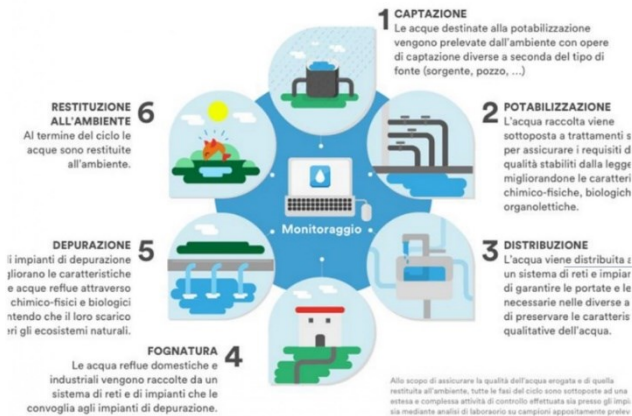 1 CAPTAZIONE
Le acque destinate alla potabilizzazione
vengono prelevate dall'ambiente con opere
di captazione diverse a seconda del tipo di
fonte (sorgente, pozzo, ...)
2 POTABILIZZAZIONE
L'acqua raccolta viene
sottoposta a trattamenti s
per assicurare i requisiti d
qualità stabiliti dalla legge
migliorandone le caratteri
chimico-fisiche, biologich
organolettiche.
3 DISTRIBUZIONE
L'acqua viene distribuita a
un sistema di reti e impian
di garantire le portate e le
necessarie nelle diverse a
di preservare le caratteris
qualitative dell'acqua.
FOGNATURA 4
Le acque reflue domestiche e
industriali vengono raccolte da un
sistema di reti e di impianti che le
convoglia agli impianti di depurazione.
DEPURAZIONE 5
i impianti di depurazione
gliorano le caratteristiche
e acque reflue attraverso
chimico-fisici e biologici
ntendo che il loro scarico
eri gli ecosistemi naturali.
RESTITUZIONE 6
ALL'AMBIENTE
Al termine del ciclo le
acque sono restituite
all'ambiente.
Monitoraggio
Allo scopo di assicurare la qualità dell'acqua erogata e di quella
restituita all'ambiente, tutte le fasi del ciclo sono sottoposte ad una
estesa e complessa attività di controllo effettuata sia presso gli impi
sia mediante analisi di laboratorio su campioni appositamente prele